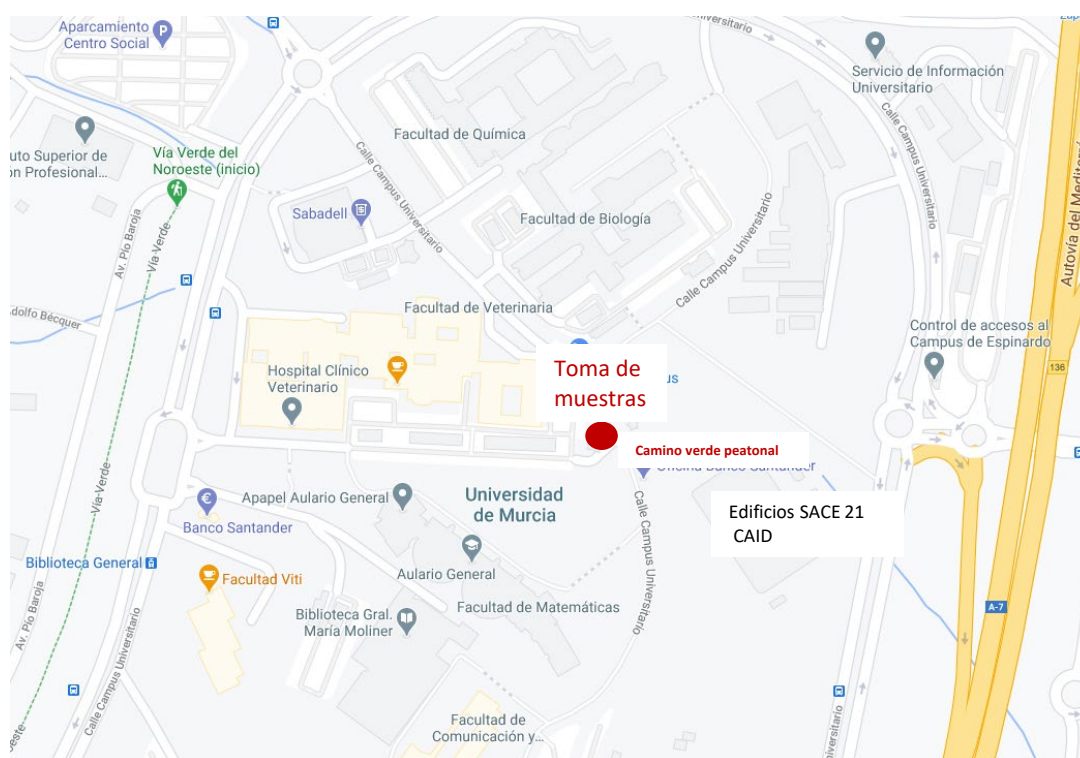 Aparcamiento
Centro Social
Universitario
Servicio de Información
Universitario
Facultad de Química
uto Superior de
ón Profesional...
Vía Verde del
Noroeste (inicio)
Calle Campus Universitario
Calle Campus Universitario
Autovía del Mediterrá
Sabadell
Facultad de Biología
Av. Pío Baroja
Vía-Verde
Calle Campus Universitario
dolfo Bécquer
Facultad de Veterinaria
Control de accesos al
Campus de Espinardo
136
Hospital Clínico
Veterinario
Toma de
muestras
us
Camino verde peatonal
Oficina Banco Santander
Vía-Verde
Apapel Aulario General
Universidad
de Murcia
Banco Santander
Edificios SACE 21
CAID
Calle Campus Universitario
Biblioteca General
Aulario General
Facultad Viti
Facultad de Matemáticas
A-7
Biblioteca Gral.
María Moliner
Av. Pío Baroja
Calle Campus Universitario
Universitario
Facultad de
Comunicación y...
oeste